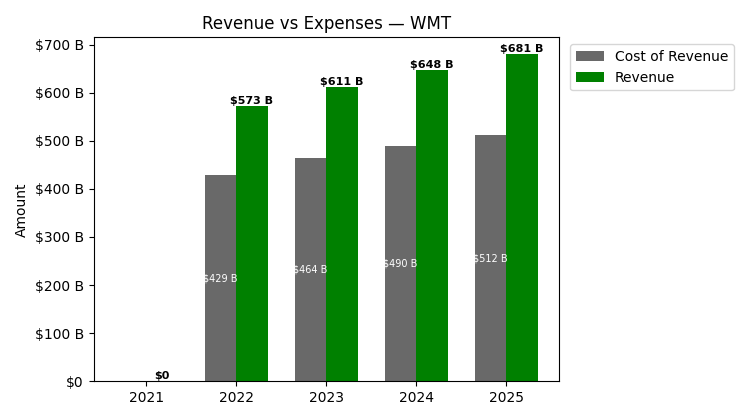 Revenue vs Expenses — WMT
$700 B
$600 B
$500 B
$400 B
$300 B
$200 B
$100 B
$0
Amount
$0
$573 B
$611 B
$648 B
$681 B
$429 B
$464 B
$490 B
$512 B
2021 2022 2023 2024 2025
Cost of Revenue
Revenue